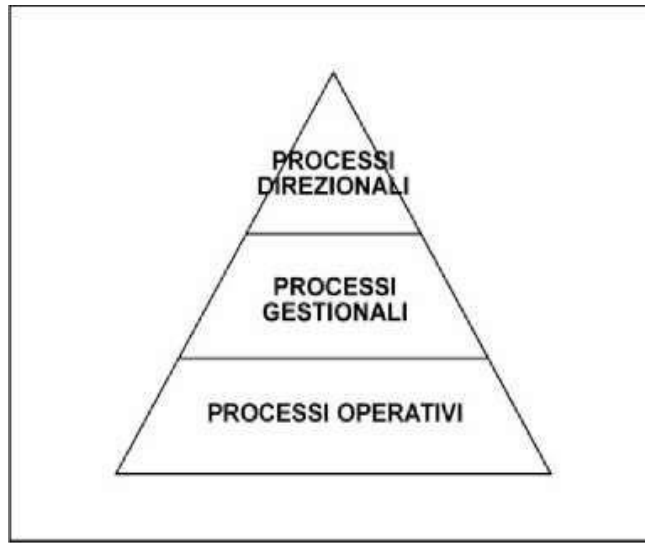 PROCESSI
DIREZIONALI
PROCESSI
GESTIONALI
PROCESSI OPERATIVI